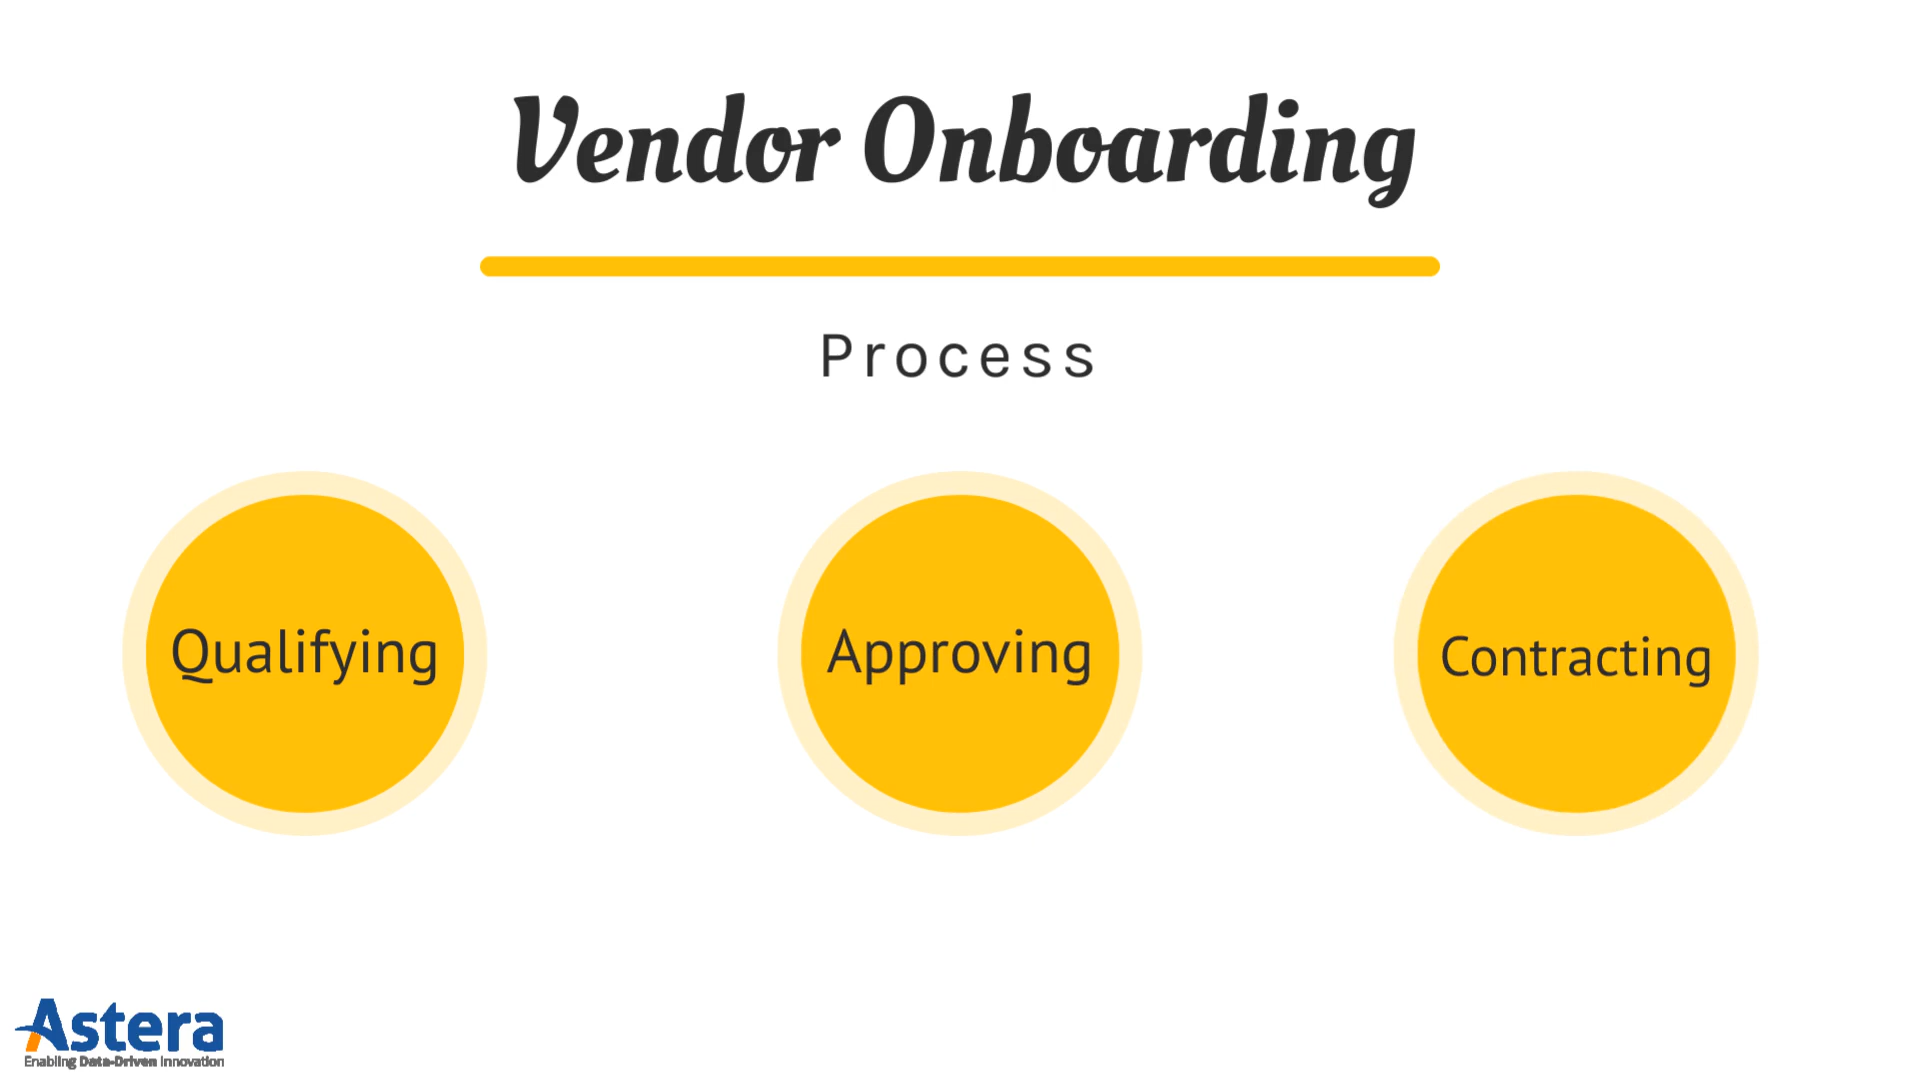 Vendor Onboarding
Process
Qualifying
Approving
Contracting
Astera
Enabling Data-Driven Innovation